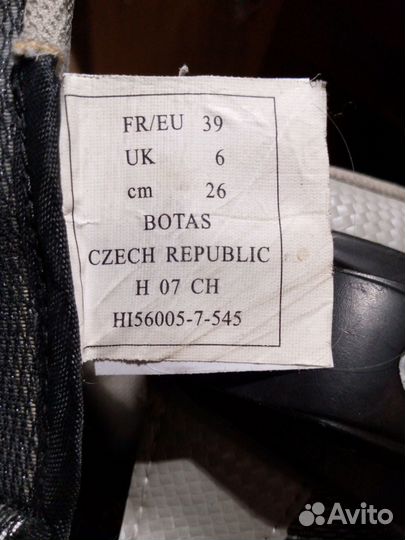 FR/EU 39
UK 6
cm 26
BOTAS
CZECH REPUBLIC
H 07 CH
HI56005-7-545
Avito